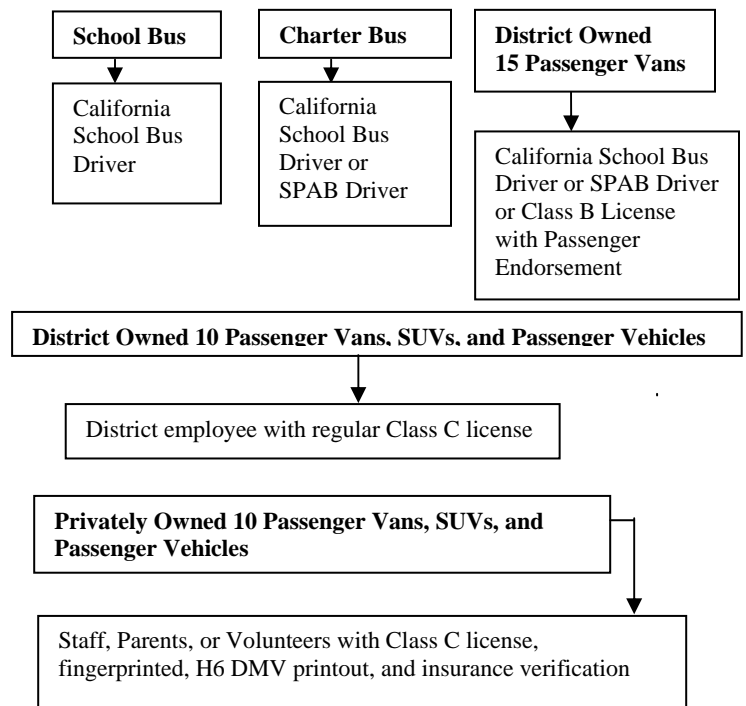 School Bus
California
School Bus
Driver
Charter Bus
California
School Bus
Driver or
SPAB Driver
District Owned
15 Passenger Vans
California School Bus
Driver or SPAB Driver
or Class B License
with Passenger
Endorsement
District Owned 10 Passenger Vans, SUVs, and Passenger Vehicles
District employee with regular Class C license
Privately Owned 10 Passenger Vans, SUVs, and
Passenger Vehicles
Staff, Parents, or Volunteers with Class C license,
fingerprinted, H6 DMV printout, and insurance verification